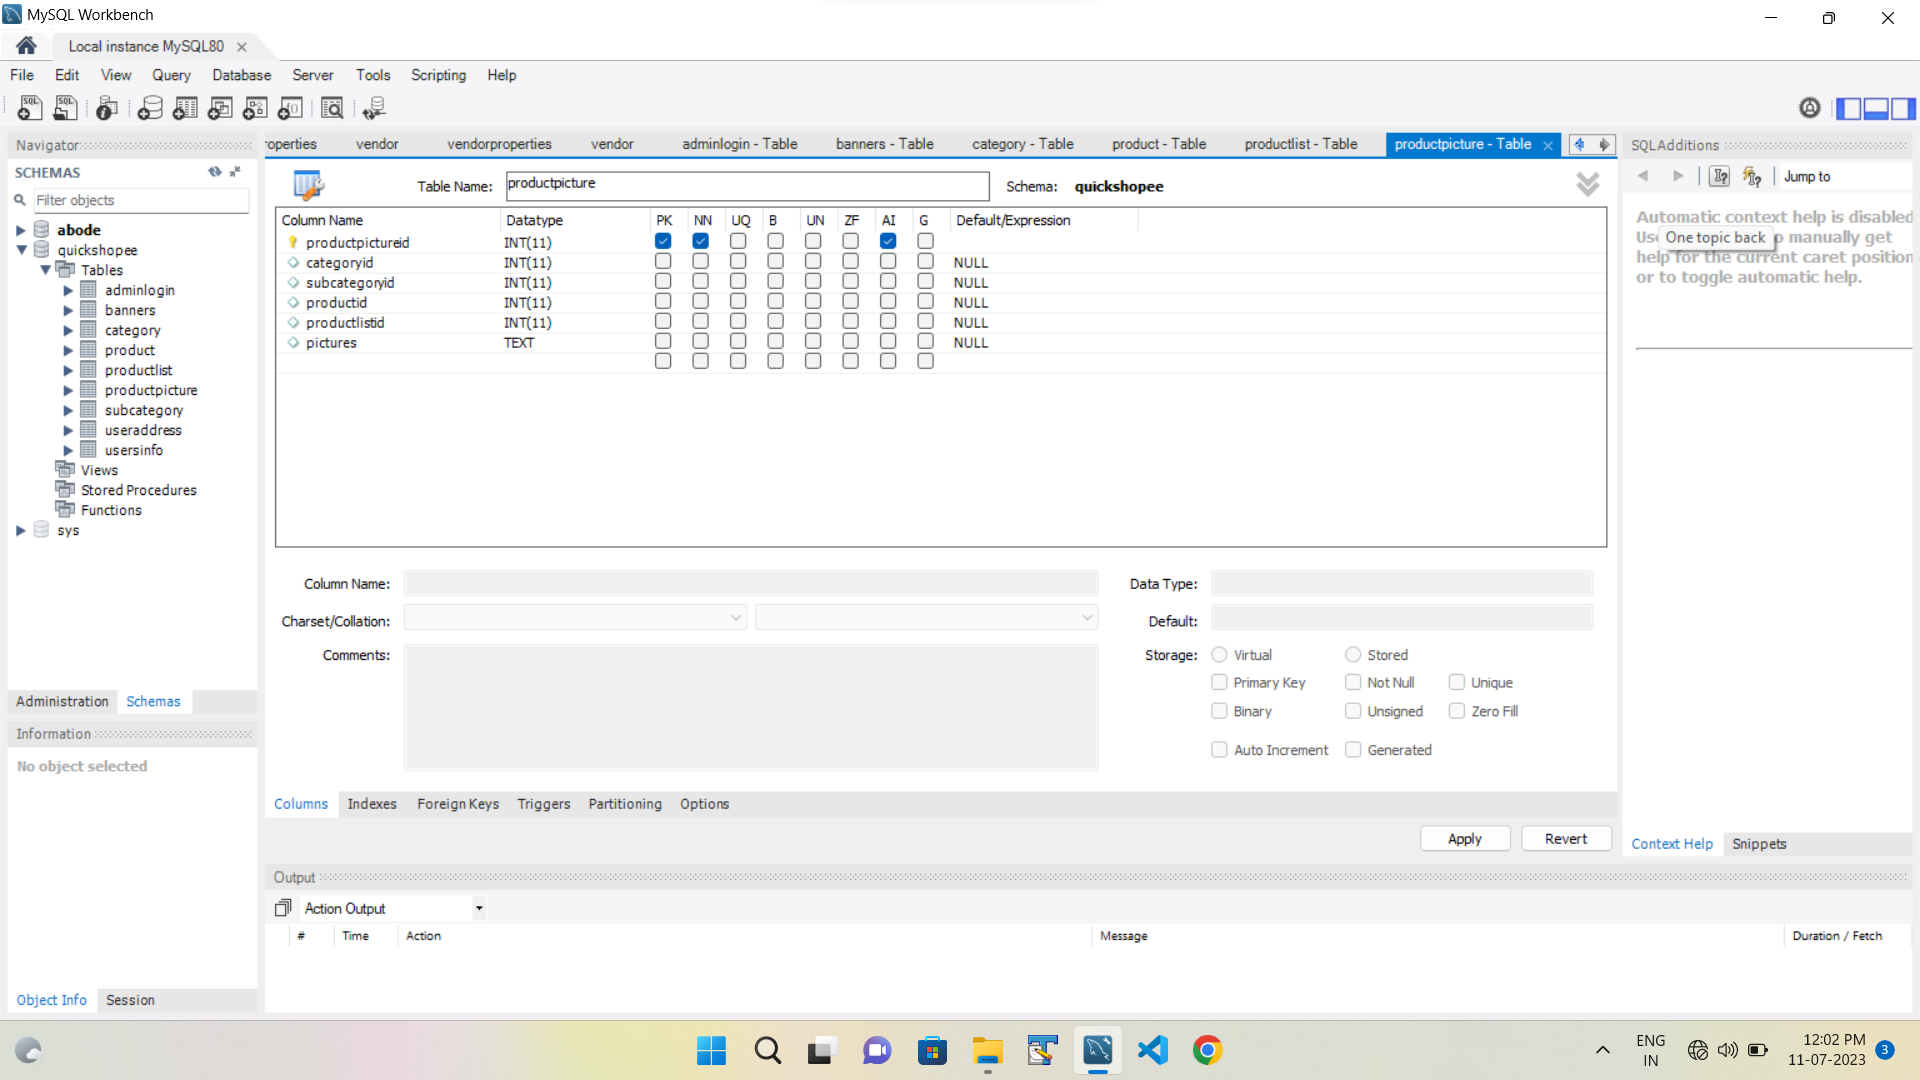 MySQL Workbench
Local instance MySQL80
File Edit View Query Database Server Tools Scripting Help
Navigator
SCHEMAS
Filter objects
abode
quickshopee
Tables
adminlogin
banners
category
product
productlist
productpicture
subcategory
useraddress
usersinfo
Views
Stored Procedures
Functions
sys
Administration Schemas
Information
No object selected
Object Info Session
roperties vendor vendorproperties vendor adminlogin - Table banners - Table category - Table product - Table productlist - Table productpicture - Table
Table Name: productpicture Schema: quickshopee
Column Name Datatype PK NN UQ B UN ZF AI G Default/Expression
productpictureid INT(11)
categoryid INT(11) NULL
subcategoryid INT(11) NULL
productid INT(11) NULL
productlistid INT(11) NULL
pictures TEXT NULL
Column Name: Data Type:
Charset/Collation: Default:
Comments: Storage: Virtual Stored
Primary Key Not Null Unique
Binary Unsigned Zero Fill
Auto Increment Generated
Columns Indexes Foreign Keys Triggers Partitioning Options
Apply Revert
Output
Action Output
# Time Action Message Duration / Fetch
SQLAdditions
Jump to
Automatic context help is disabled
One topic back manually get
help for the current caret position
or to toggle automatic help.
Context Help Snippets
SQL SQL
ENG
IN
12:02 PM
11-07-2023
3